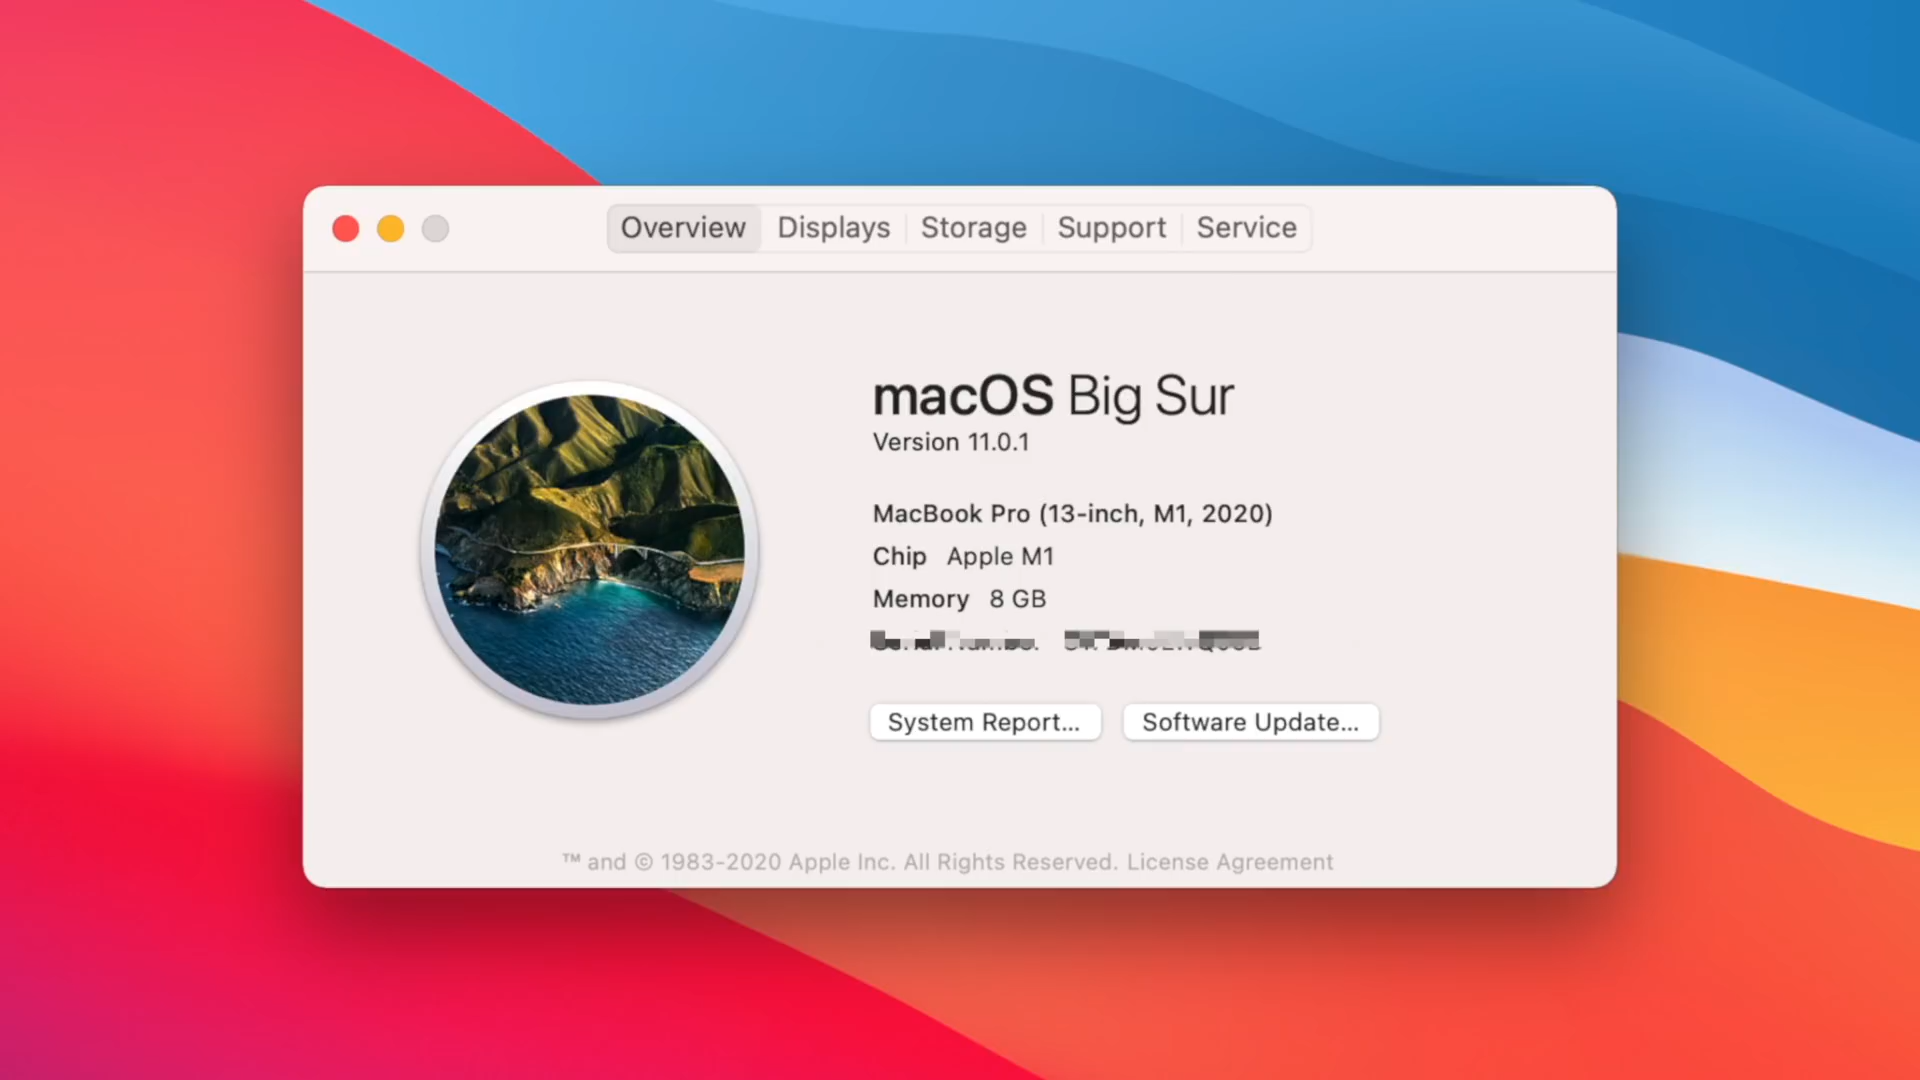 Overview Displays Storage Support Service
macOS Big Sur
Version 11.0.1
MacBook Pro (13-inch, M1, 2020)
Chip Apple M1
Memory 8 GB
System Report... Software Update...
™ and © 1983-2020 Apple Inc. All Rights Reserved. License Agreement